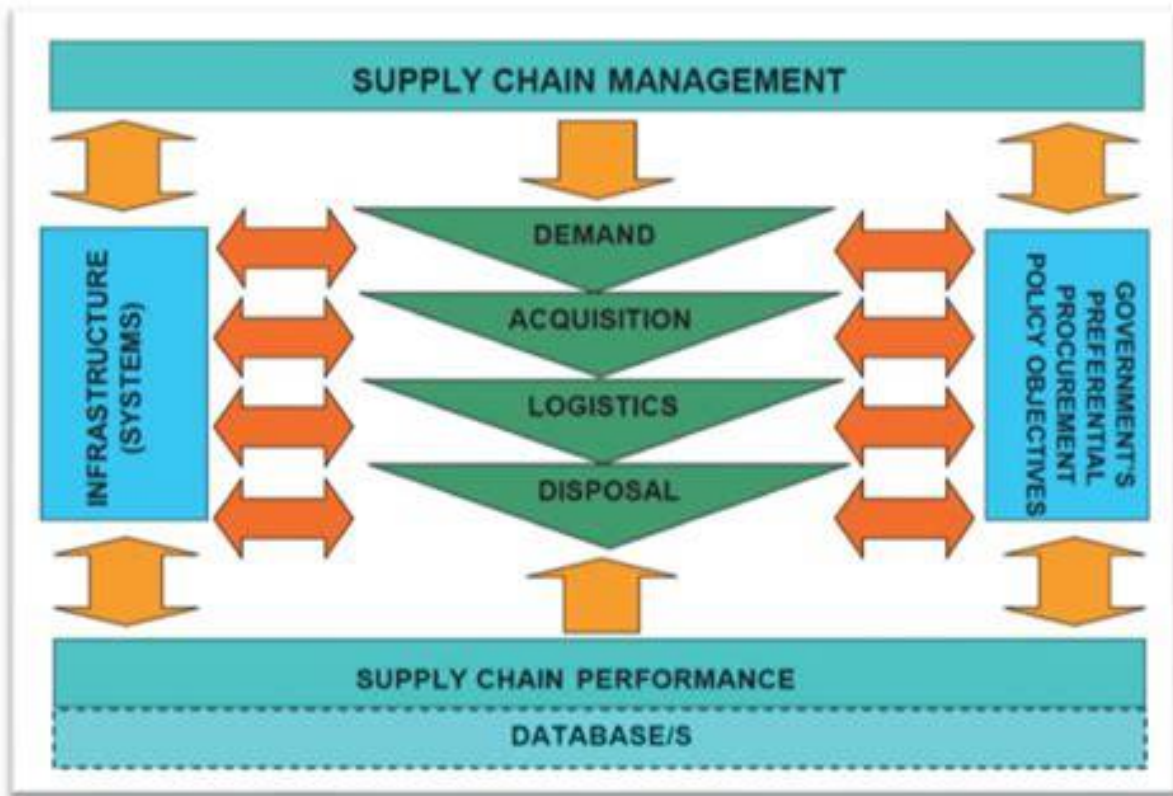 SUPPLY CHAIN MANAGEMENT
INFRASTRUCTURE
(SYSTEMS)
DEMAND
ACQUISITION
LOGISTICS
DISPOSAL
GOVERNMENT'S
PREFERENTIAL
PROCUREMENT
POLICY OBJECTIVES
SUPPLY CHAIN PERFORMANCE
DATABASE/S